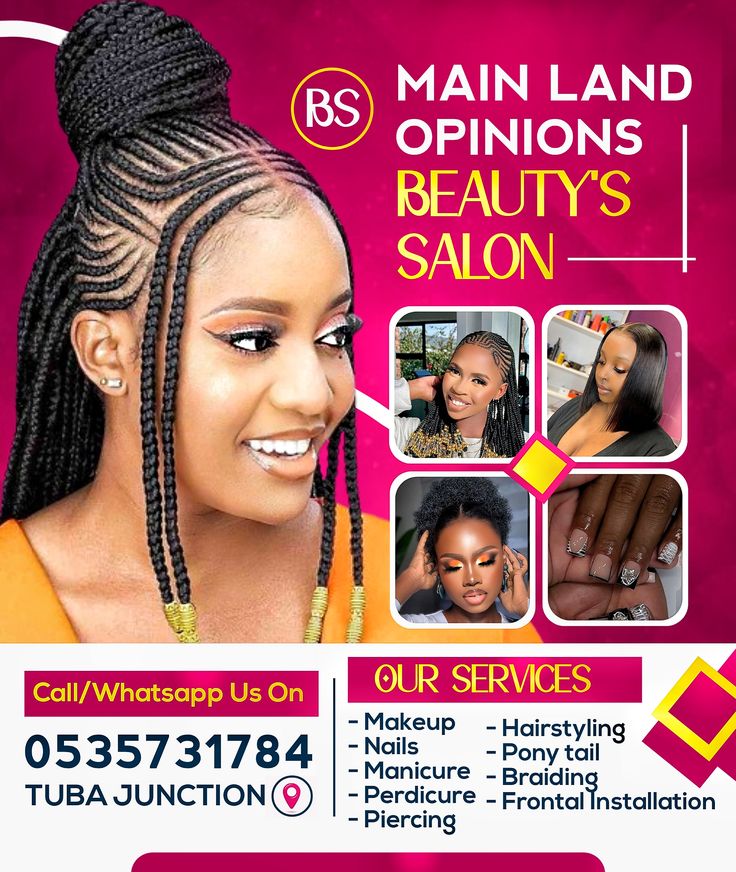 BS
MAIN LAND
OPINIONS
BEAUTY'S
SALON
Call/Whatsapp Us On
0535731784
TUBA JUNCTION
OUR SERVICES
- Makeup
- Nails
- Manicure
- Perdicure
- Piercing
- Hairstyling
- Pony tail
- Braiding
- Frontal Installation